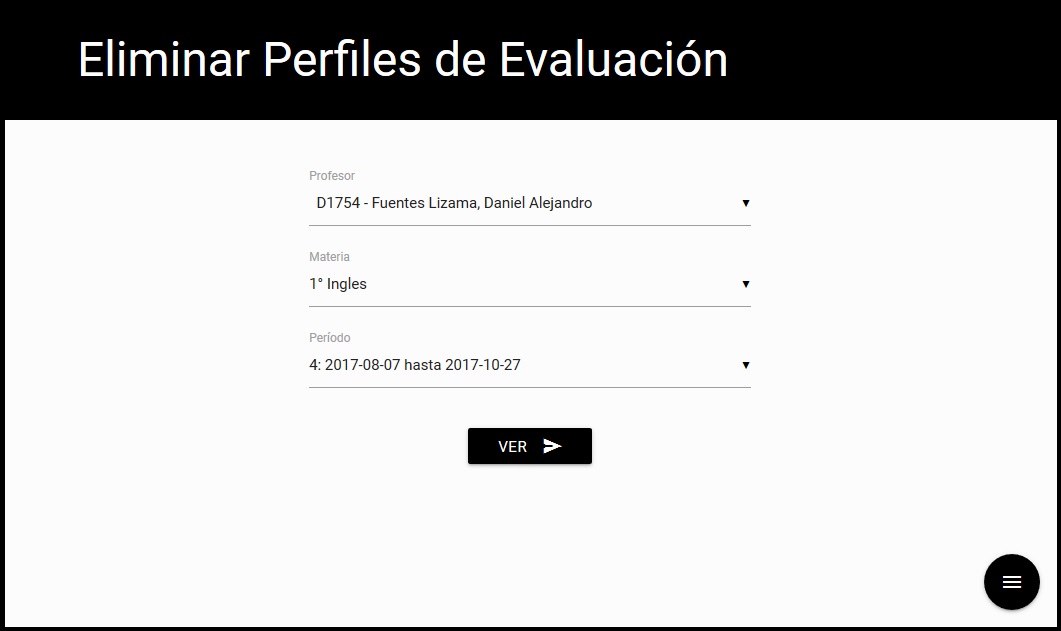 Eliminar Perfiles de Evaluación
Profesor
D1754 - Fuentes Lizama, Daniel Alejandro
Materia
1° Ingles
Período
4: 2017-08-07 hasta 2017-10-27
VER